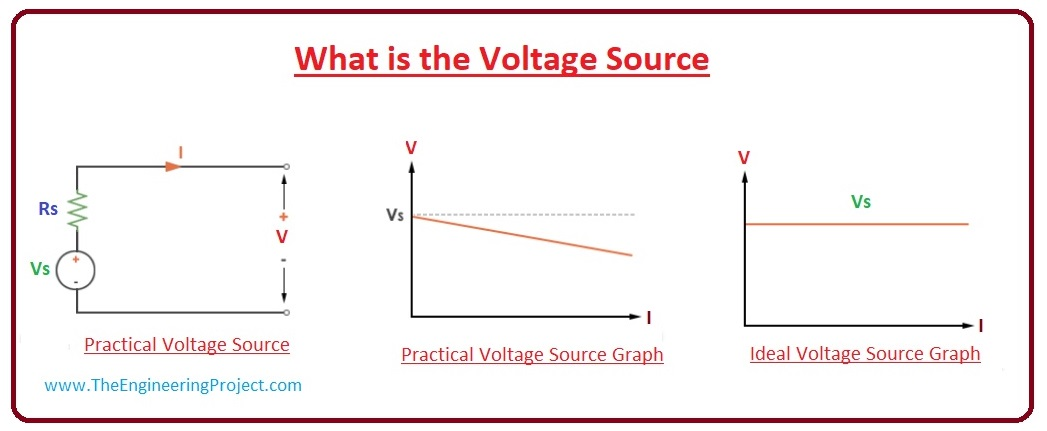 What is the Voltage Source
I
Rs
+
V
-
Vs
+
-
Practical Voltage Source
www.TheEngineeringProject.com
V
Vs
I
Practical Voltage Source Graph
V
Vs
I
Ideal Voltage Source Graph